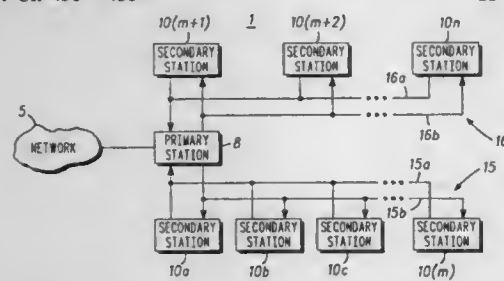 10(m+1) 1 10(m+2) 10n
SECONDARY STATION SECONDARY STATION SECONDARY STATION
16a
5 16b
16
NETWORK PRIMARY STATION 8
15a 15
15b
SECONDARY STATION SECONDARY STATION SECONDARY STATION SECONDARY STATION
10a 10b 10c 10(m)